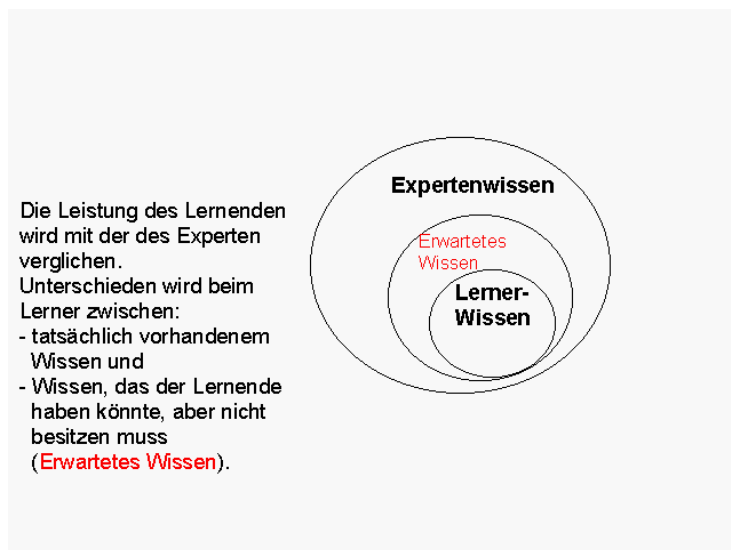 Die Leistung des Lernenden
wird mit der des Experten
verglichen.
Unterschieden wird beim
Lerner zwischen:
- tatsächlich vorhandenem
Wissen und
- Wissen, das der Lernende
haben könnte, aber nicht
besitzen muss
(Erwartetes Wissen).
Expertenwissen
Erwartetes
Wissen
Lerner-
Wissen